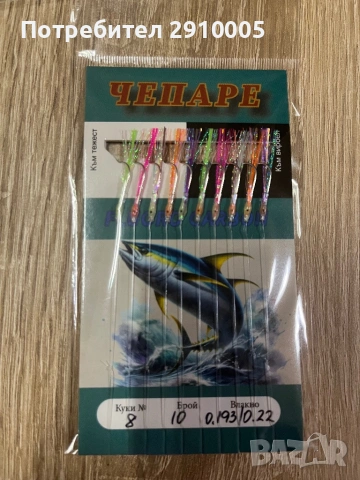 Потребител 2910005
ЧЕПАРЕ
Към тежест
Към вирбел
Куки № Брой Влакно
8 10 0.193/0.22
BAZAR